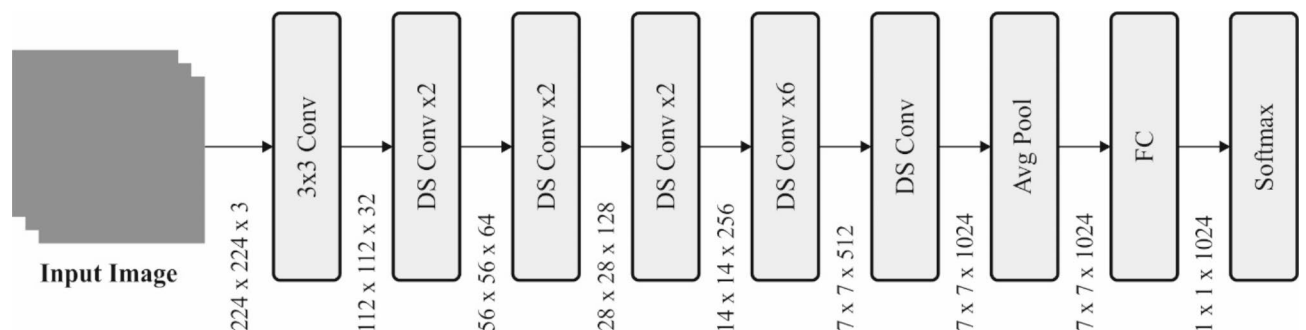 Input Image
224 x 224 x 3
3x3 Conv
112 x 112 x 32
DS Conv x2
56 x 56 x 64
DS Conv x2
28 x 28 x 128
DS Conv x2
14 x 14 x 256
DS Conv x6
7 x 7 x 512
DS Conv
7 x 7 x 1024
Avg Pool
7 x 7 x 1024
FC
1 x 1 x 1024
Softmax